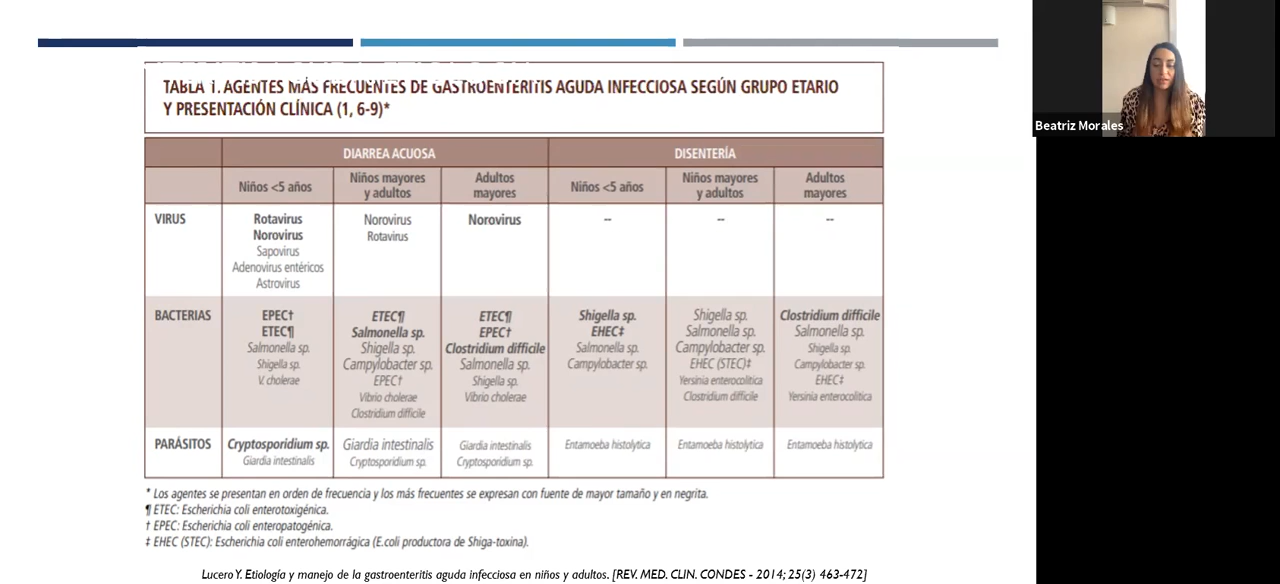 TABLA 1. AGENTES MÁS FRECUENTES DE GASTROENTERITIS AGUDA INFECCIOSA SEGÚN GRUPO ETARIO
Y PRESENTACIÓN CLÍNICA (1, 6-9)*
DIARREA ACUOSA DISENTERÍA
Niños <5 años Niños mayores y adultos Adultos mayores Niños <5 años Niños mayores y adultos Adultos mayores
VIRUS
Rotavirus
Norovirus
Sapovirus
Adenovirus entéricos
Astrovirus
Norovirus
Rotavirus
Norovirus
--
--
--
BACTERIAS
EPEC†
ETEC¶
Salmonella sp.
Shigella sp.
V. cholerae
ETEC¶
Salmonella sp.
Shigella sp.
Campylobacter sp.
EPEC†
Vibrio cholerae
Clostridium difficile
ETEC¶
EPEC†
Clostridium difficile
Salmonella sp.
Shigella sp.
Vibrio cholerae
Shigella sp.
EHEC‡
Salmonella sp.
Campylobacter sp.
Shigella sp.
Salmonella sp.
Campylobacter sp.
EHEC (STEC)‡
Yersinia enterocolitica
Clostridium difficile
Clostridium difficile
Salmonella sp.
Shigella sp.
Campylobacter sp.
EHEC‡
Yersinia enterocolitica
PARÁSITOS
Cryptosporidium sp.
Giardia intestinalis
Giardia intestinalis
Cryptosporidium sp.
Giardia intestinalis
Cryptosporidium sp.
Entamoeba histolytica
Entamoeba histolytica
Entamoeba histolytica
* Los agentes se presentan en orden de frecuencia y los más frecuentes se expresan con fuente de mayor tamaño y en negrita.
¶ ETEC: Escherichia coli enterotoxigénica.
† EPEC: Escherichia coli enteropatogénica.
‡ EHEC (STEC): Escherichia coli enterohemorrágica (E.coli productora de Shiga-toxina).
Lucero Y. Etiología y manejo de la gastroenteritis aguda infecciosa en niños y adultos. [REV. MED. CLIN. CONDES - 2014; 25(3) 463-472]
Beatriz Morales